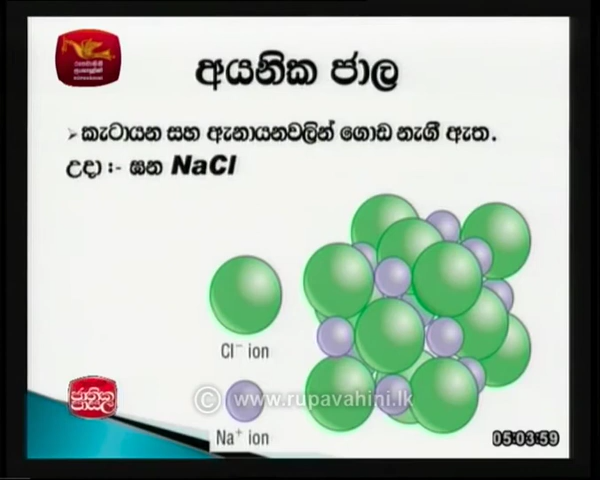 අයනික ජාල
➢ කැටායන සහ ඇනායනවලින් ගොඩ නැගී ඇත.
උදා :- ඝන NaCl
Cl⁻ ion
ජාතික
පාසල
© www.rupavahini.lk
Na⁺ ion
05:03:59